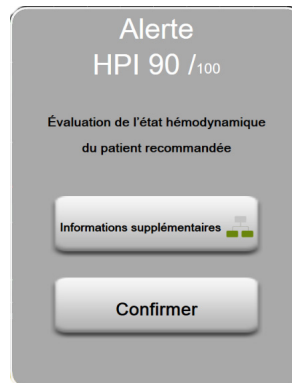 Alerte
HPI 90 /100
Évaluation de l'état hémodynamique
du patient recommandée
Informations supplémentaires
Confirmer